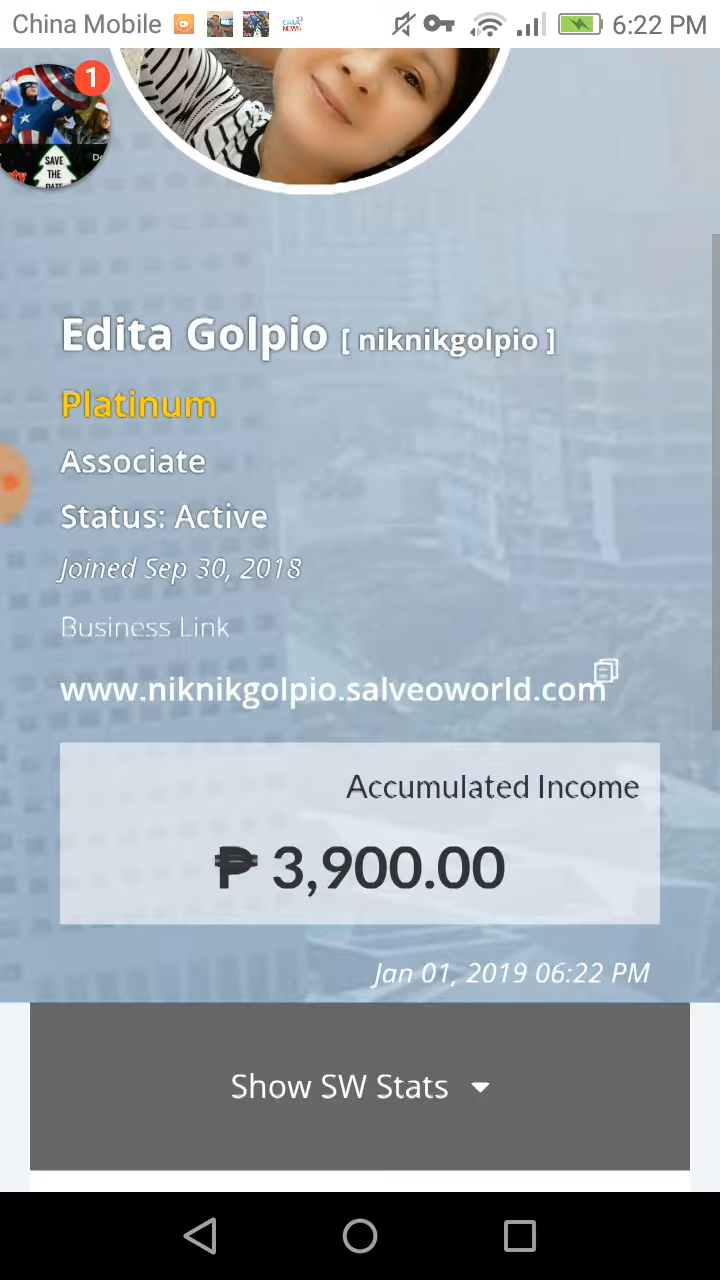 China Mobile 6:22 PM
1
SAVE
THE
DATE
Edita Golpio [ niknikgolpio ]
Platinum
Associate
Status: Active
Joined Sep 30, 2018
Business Link
www.niknikgolpio.salveoworld.com
Accumulated Income
₱ 3,900.00
Jan 01, 2019 06:22 PM
Show SW Stats